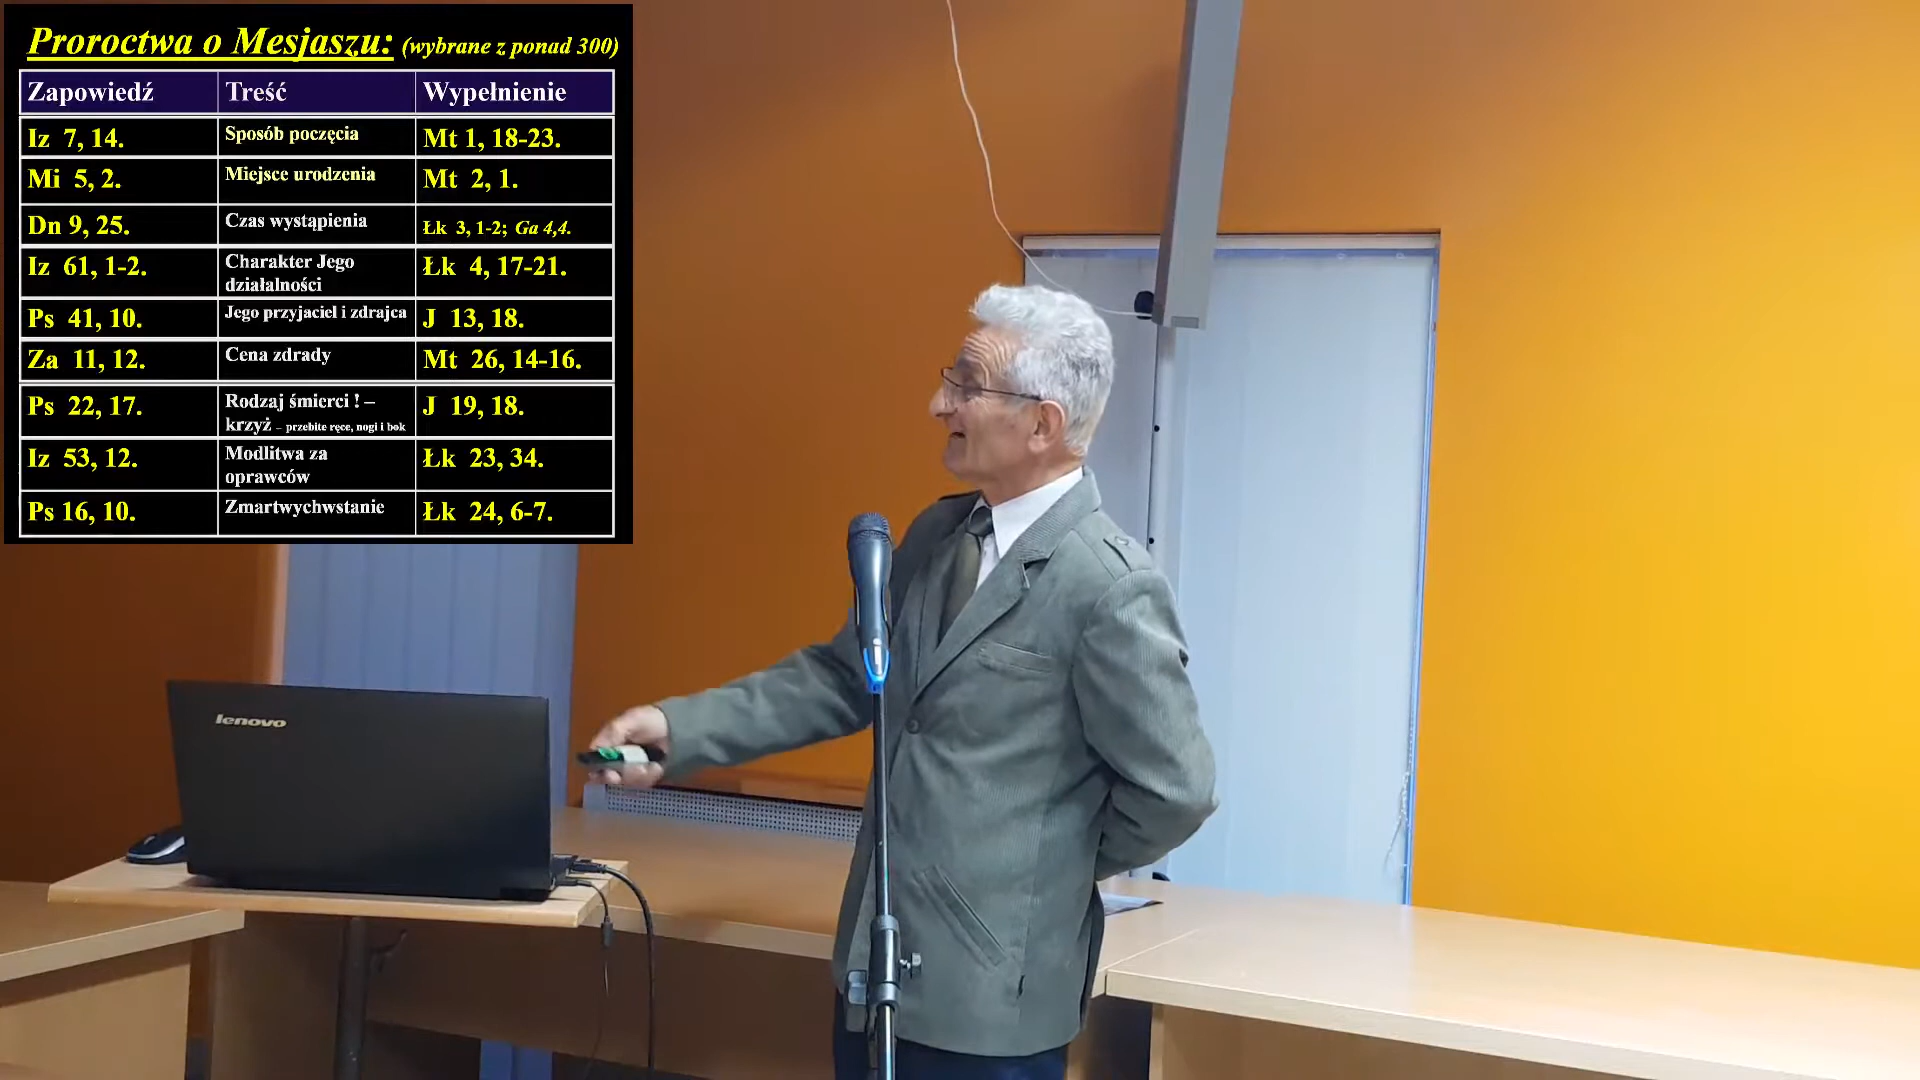 Proroctwa o Mesjaszu: (wybrane z ponad 300)
Zapowiedź Treść Wypełnienie
Iz 7, 14. Sposób poczęcia Mt 1, 18-23.
Mi 5, 2. Miejsce urodzenia Mt 2, 1.
Dn 9, 25. Czas wystąpienia Łk 3, 1-2; Ga 4,4.
Iz 61, 1-2. Charakter Jego działalności Łk 4, 17-21.
Ps 41, 10. Jego przyjaciel i zdrajca J 13, 18.
Za 11, 12. Cena zdrady Mt 26, 14-16.
Ps 22, 17. Rodzaj śmierci ! – krzyż – przebite ręce, nogi i bok J 19, 18.
Iz 53, 12. Modlitwa za oprawców Łk 23, 34.
Ps 16, 10. Zmartwychwstanie Łk 24, 6-7.
lenovo